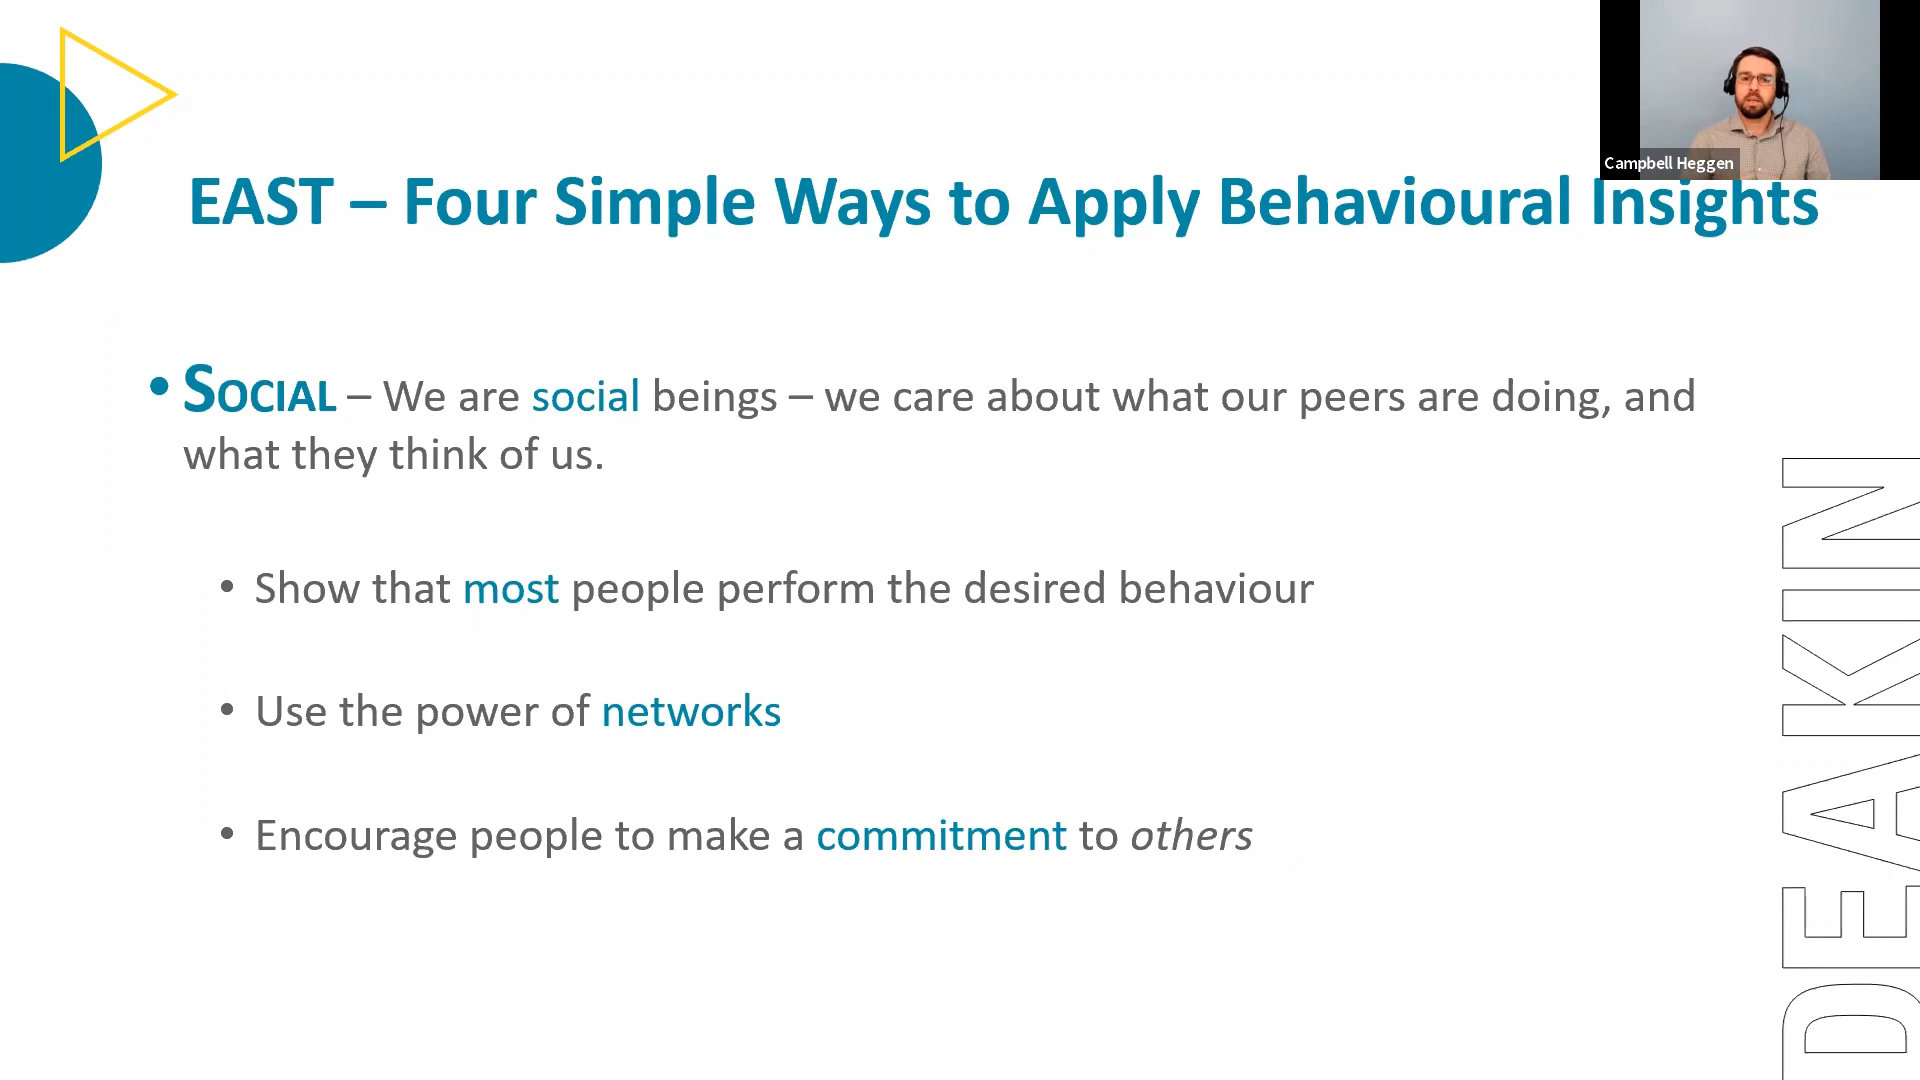 Campbell Heggen
EAST – Four Simple Ways to Apply Behavioural Insights
• SOCIAL – We are social beings – we care about what our peers are doing, and
what they think of us.
• Show that most people perform the desired behaviour
• Use the power of networks
• Encourage people to make a commitment to others
DEAKIN